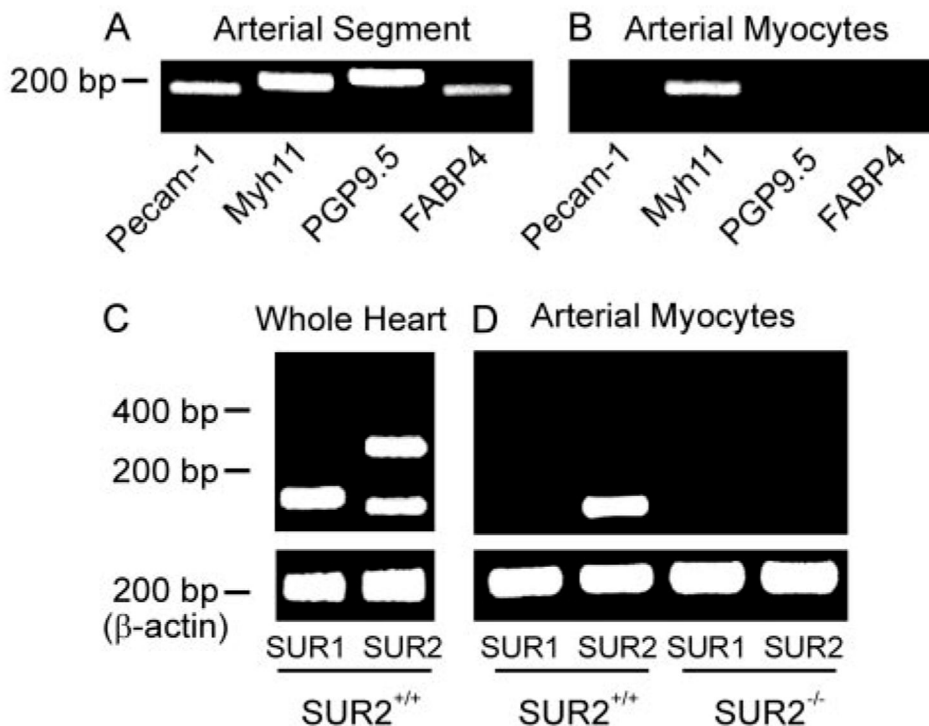 A Arterial Segment
B Arterial Myocytes
200 bp
Pecam-1 Myh11 PGP9.5 FABP4
Pecam-1 Myh11 PGP9.5 FABP4
C Whole Heart
D Arterial Myocytes
400 bp
200 bp
200 bp
(β-actin)
SUR1 SUR2 SUR1 SUR2 SUR1 SUR2
SUR2+/+ SUR2+/+ SUR2-/-